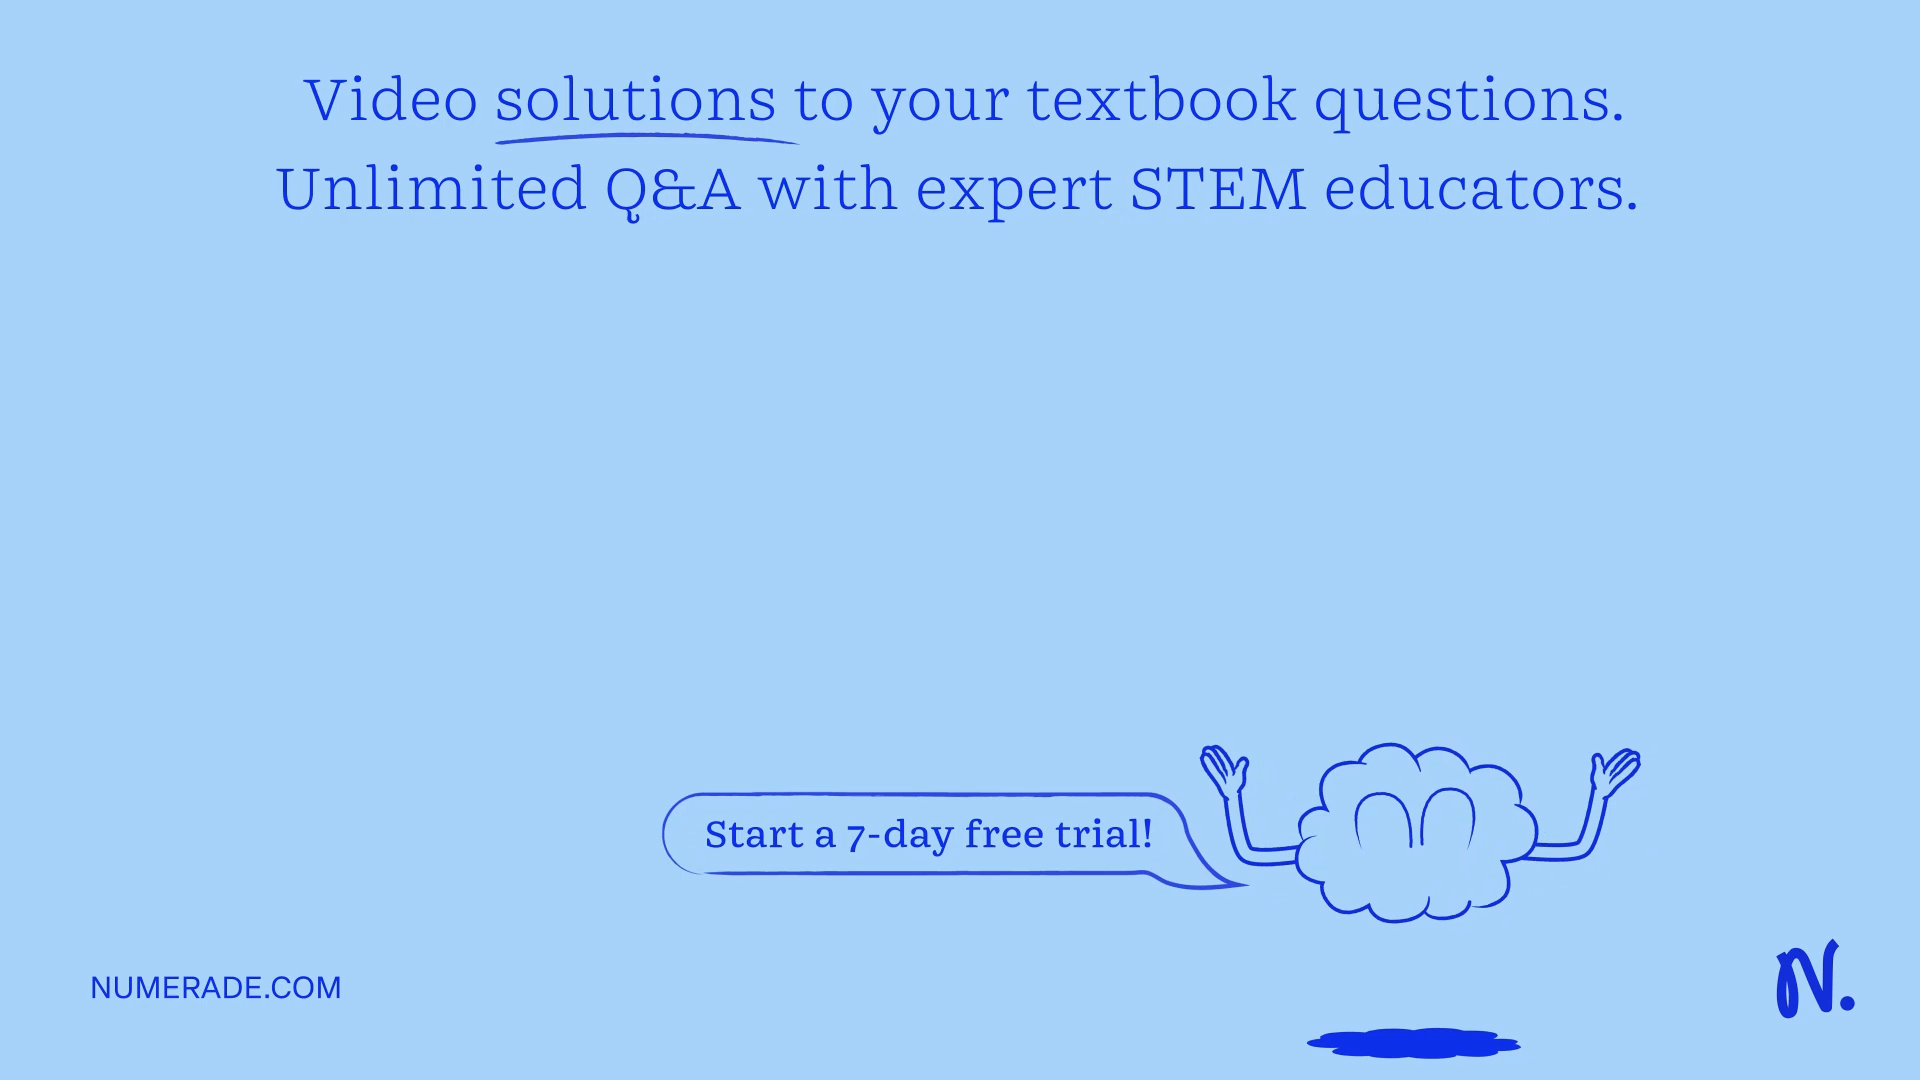 Video solutions to your textbook questions.
Unlimited Q&A with expert STEM educators.
Start a 7-day free trial!
NUMERADE.COM
N.